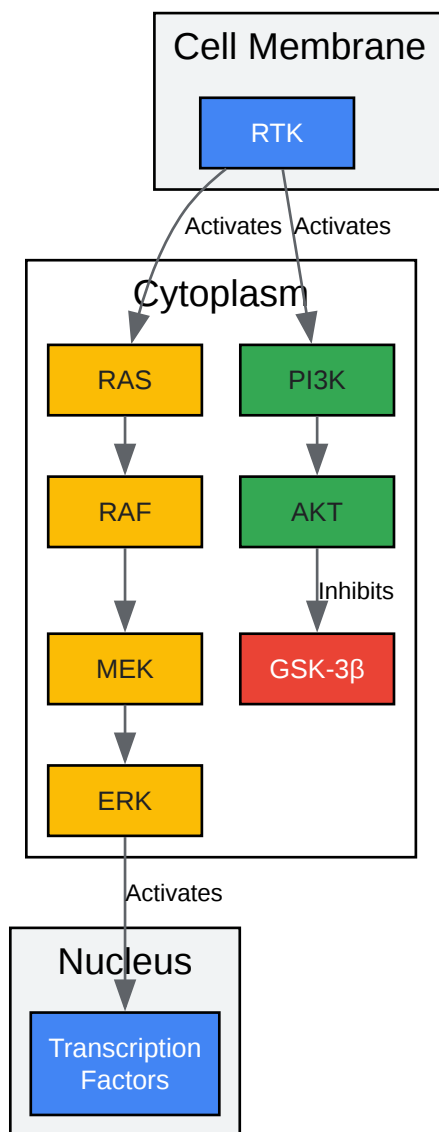 Cell Membrane
RTK
Activates
Activates
Cytoplasm
RAS
PI3K
RAF
AKT
Inhibits
MEK
GSK-3β
ERK
Activates
Nucleus
Transcription
Factors